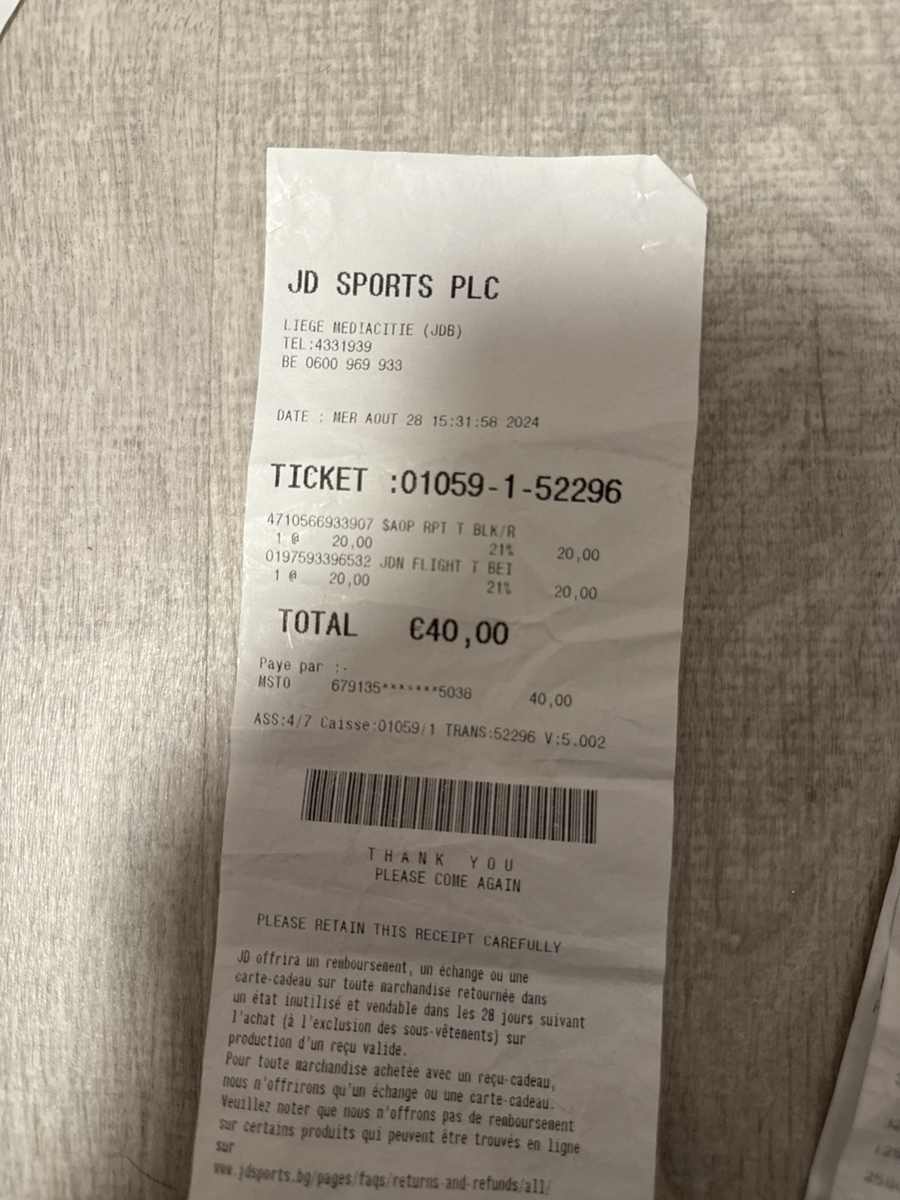 JD SPORTS PLC
LIEGE MEDIACITIE (JDB)
TEL:4331939
BE 0600 969 933
DATE : MER AOUT 28 15:31:58 2024
TICKET :01059-1-52296
4710566933907 $AOP RPT T BLK/R
1 @ 20,00 21% 20,00
0197593396532 JDN FLIGHT T BEI
1 @ 20,00 21% 20,00
TOTAL €40,00
Paye par :-
MSTO 679135*******5038 40,00
ASS:4/7 Caisse:01059/1 TRANS:52296 V:5.002
THANK YOU
PLEASE COME AGAIN
PLEASE RETAIN THIS RECEIPT CAREFULLY
JD offrira un remboursement, un échange ou une
carte-cadeau sur toute marchandise retournée dans
un état inutilisé et vendable dans les 28 jours suivant
l'achat (à l'exclusion des sous-vêtements) sur
production d'un reçu valide.
Pour toute marchandise achetée avec un reçu-cadeau,
nous n'offrirons qu'un échange ou une carte-cadeau.
Veuillez noter que nous n'offrons pas de remboursement
sur certains produits qui peuvent être trouvés en ligne
sur
www.jdsports.bg/pages/faqs/returns-and-refunds/all/